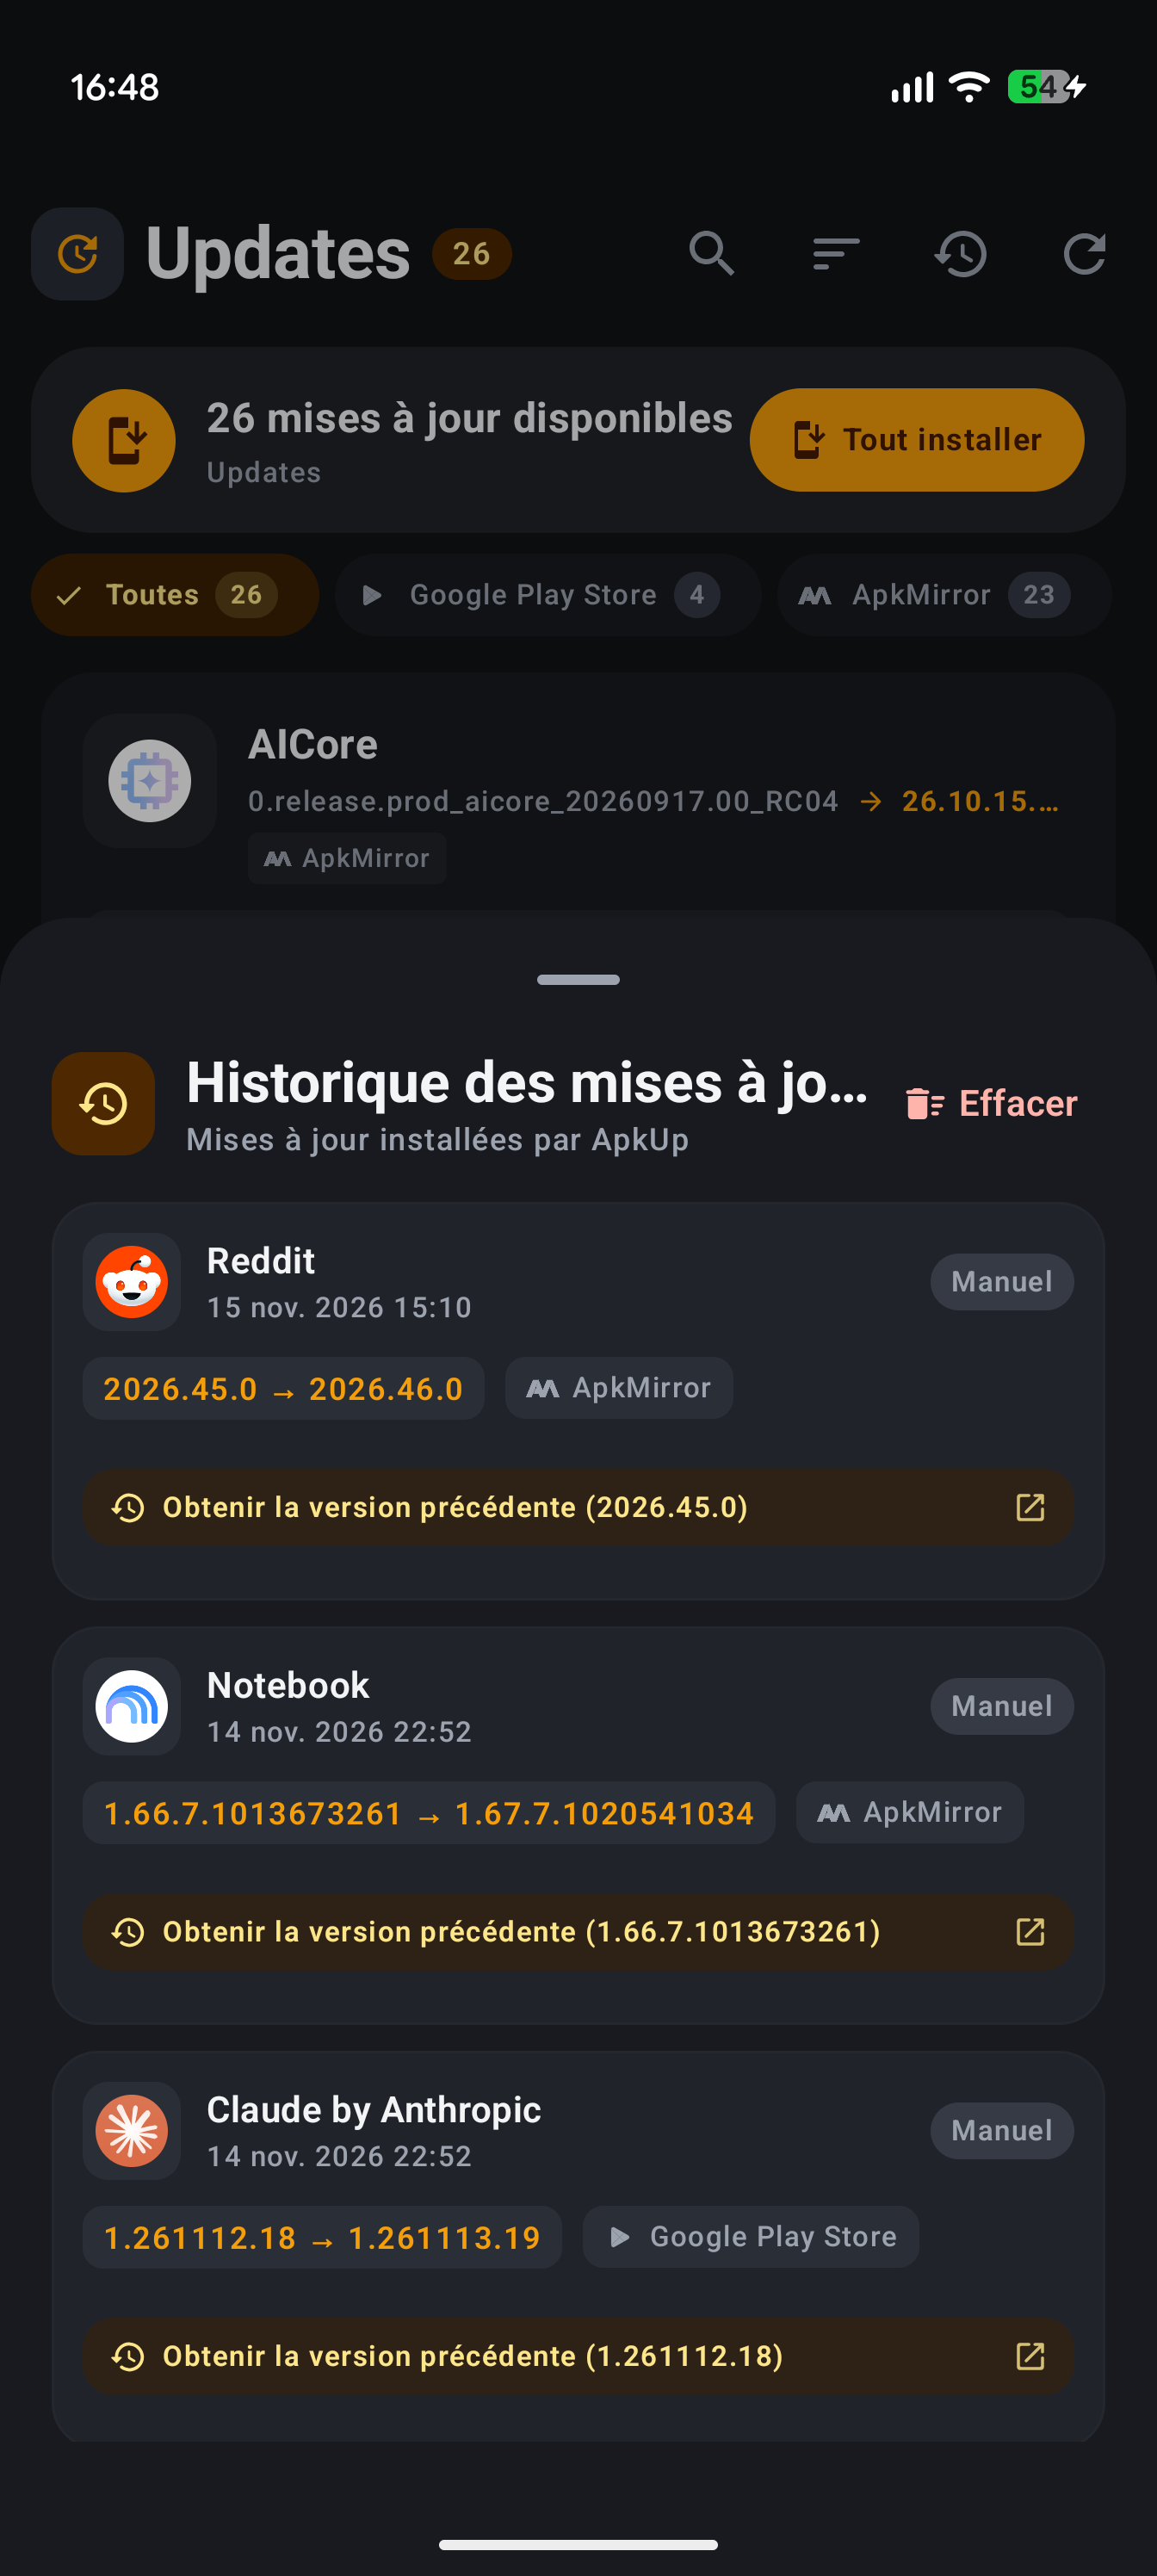 16:48
54
Updates 26
26 mises à jour disponibles
Updates
Tout installer
Toutes 26
Google Play Store 4
ApkMirror 23
AICore
0.release.prod_aicore_20260917.00_RC04 → 26.10.15....
ApkMirror
Historique des mises à jo...
Effacer
Mises à jour installées par ApkUp
Reddit
15 nov. 2026 15:10
Manuel
2026.45.0 → 2026.46.0
ApkMirror
Obtenir la version précédente (2026.45.0)
Notebook
14 nov. 2026 22:52
Manuel
1.66.7.1013673261 → 1.67.7.1020541034
ApkMirror
Obtenir la version précédente (1.66.7.1013673261)
Claude by Anthropic
14 nov. 2026 22:52
Manuel
1.261112.18 → 1.261113.19
Google Play Store
Obtenir la version précédente (1.261112.18)